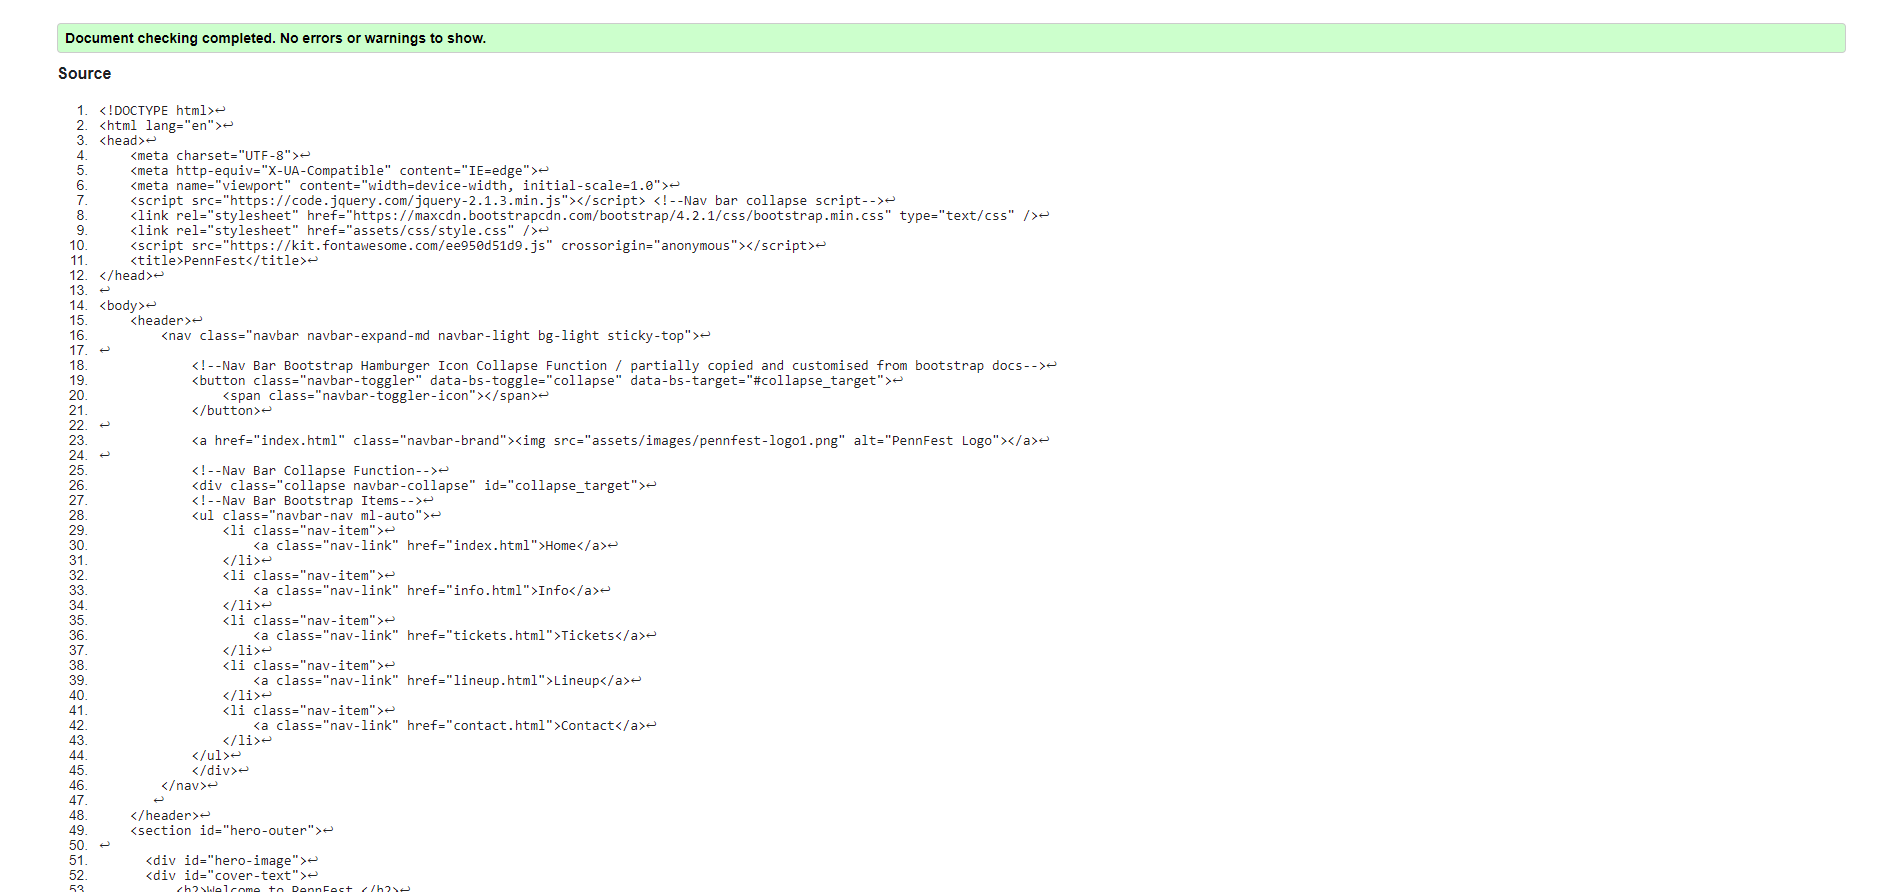 Document checking completed. No errors or warnings to show.
Source
1. <!DOCTYPE html>↩
2. <html lang="en">↩
3. <head>↩
4.     <meta charset="UTF-8">↩
5.     <meta http-equiv="X-UA-Compatible" content="IE=edge">↩
6.     <meta name="viewport" content="width=device-width, initial-scale=1.0">↩
7.     <script src="https://code.jquery.com/jquery-2.1.3.min.js"></script> <!--Nav bar collapse script-->↩
8.     <link rel="stylesheet" href="https://maxcdn.bootstrapcdn.com/bootstrap/4.2.1/css/bootstrap.min.css" type="text/css" />↩
9.     <link rel="stylesheet" href="assets/css/style.css" />↩
10.     <script src="https://kit.fontawesome.com/ee950d51d9.js" crossorigin="anonymous"></script>↩
11.     <title>PennFest</title>↩
12. </head>↩
13. ↩
14. <body>↩
15.     <header>↩
16.         <nav class="navbar navbar-expand-md navbar-light bg-light sticky-top">↩
17. ↩
18.             <!--Nav Bar Bootstrap Hamburger Icon Collapse Function / partially copied and customised from bootstrap docs-->↩
19.             <button class="navbar-toggler" data-bs-toggle="collapse" data-bs-target="#collapse_target">↩
20.                 <span class="navbar-toggler-icon"></span>↩
21.             </button>↩
22. ↩
23.             <a href="index.html" class="navbar-brand"><img src="assets/images/pennfest-logo1.png" alt="PennFest Logo"></a>↩
24. ↩
25.             <!--Nav Bar Collapse Function-->↩
26.             <div class="collapse navbar-collapse" id="collapse_target">↩
27.             <!--Nav Bar Bootstrap Items-->↩
28.             <ul class="navbar-nav ml-auto">↩
29.                 <li class="nav-item">↩
30.                     <a class="nav-link" href="index.html">Home</a>↩
31.                 </li>↩
32.                 <li class="nav-item">↩
33.                     <a class="nav-link" href="info.html">Info</a>↩
34.                 </li>↩
35.                 <li class="nav-item">↩
36.                     <a class="nav-link" href="tickets.html">Tickets</a>↩
37.                 </li>↩
38.                 <li class="nav-item">↩
39.                     <a class="nav-link" href="lineup.html">Lineup</a>↩
40.                 </li>↩
41.                 <li class="nav-item">↩
42.                     <a class="nav-link" href="contact.html">Contact</a>↩
43.                 </li>↩
44.             </ul>↩
45.             </div>↩
46.         </nav>↩
47.        ↩
48.     </header>↩
49.     <section id="hero-outer">↩
50. ↩
51.       <div id="hero-image">↩
52.       <div id="cover-text">↩
53.           <h2>Welcome to PennFest </h2>↩